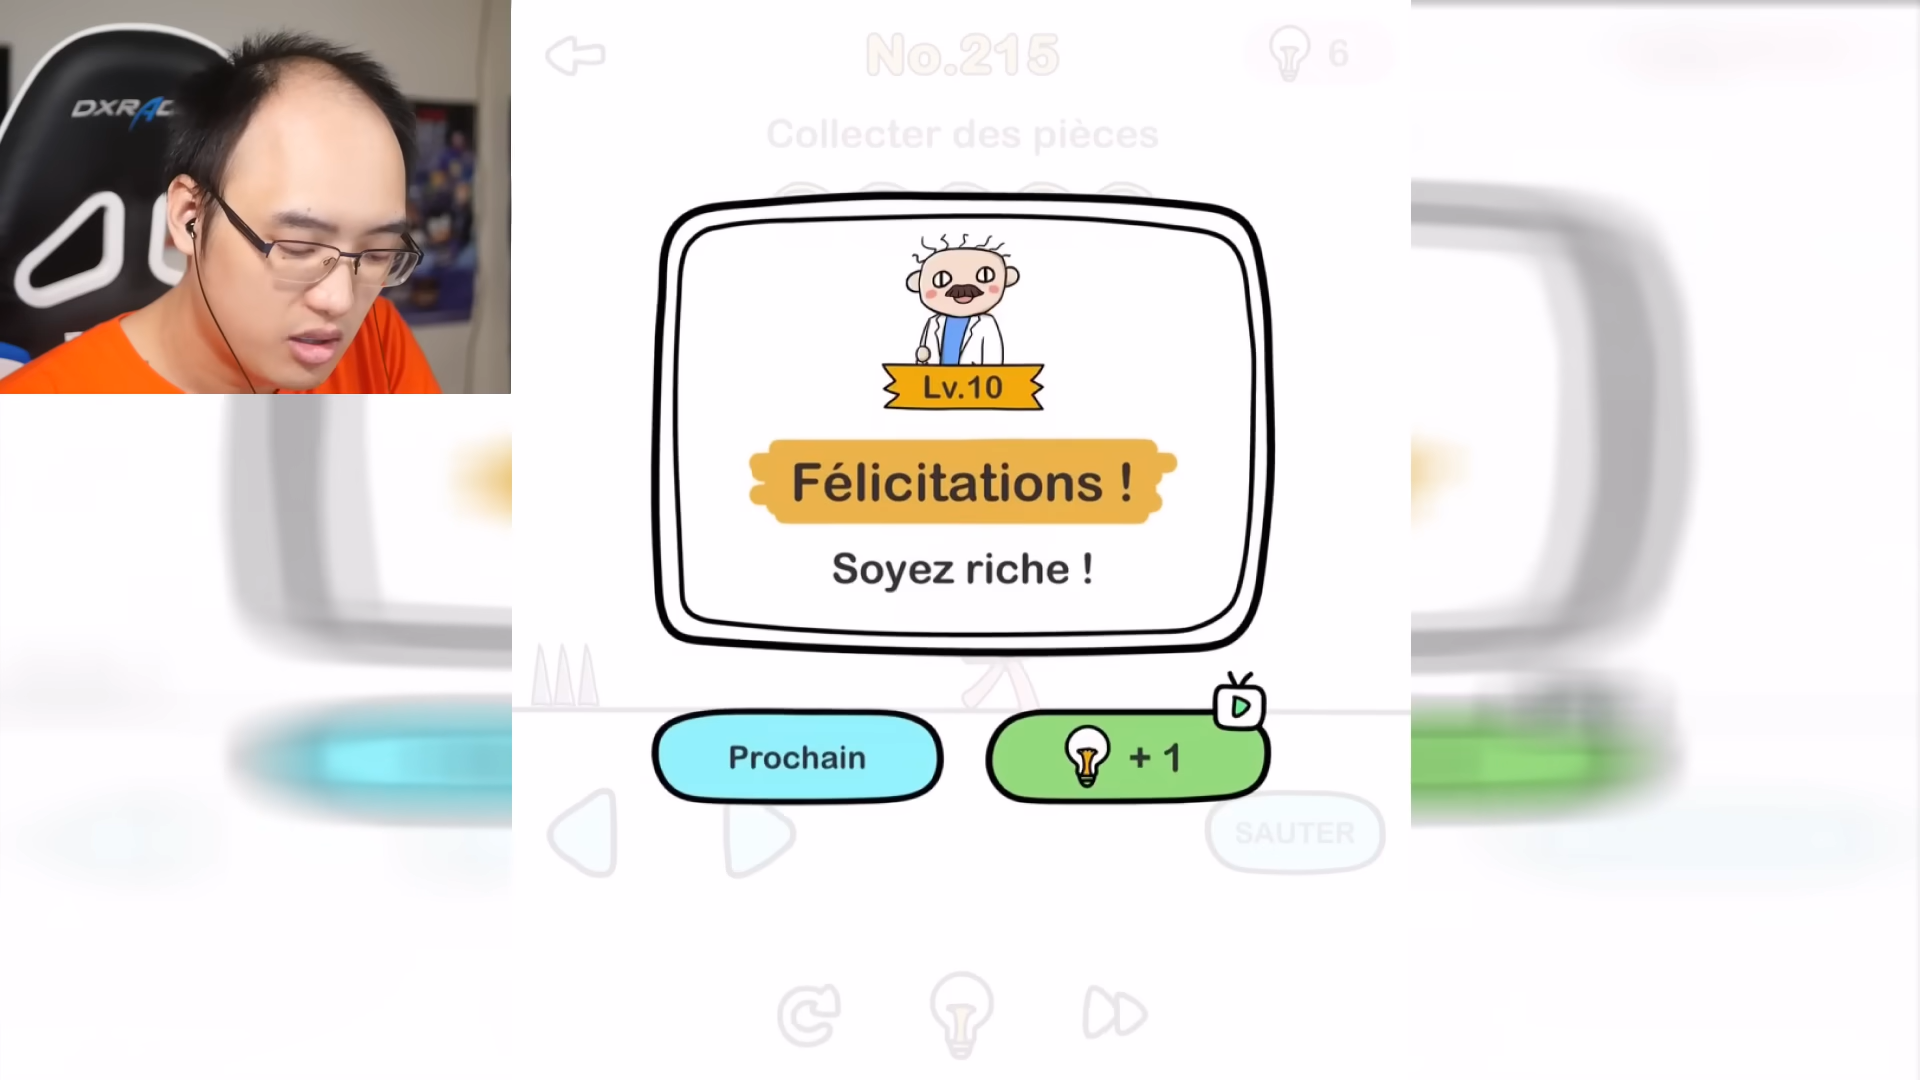 DXRAC
No.215
6
Collecter des pièces
Lv.10
Félicitations !
Soyez riche !
Prochain
+ 1
SAUTER